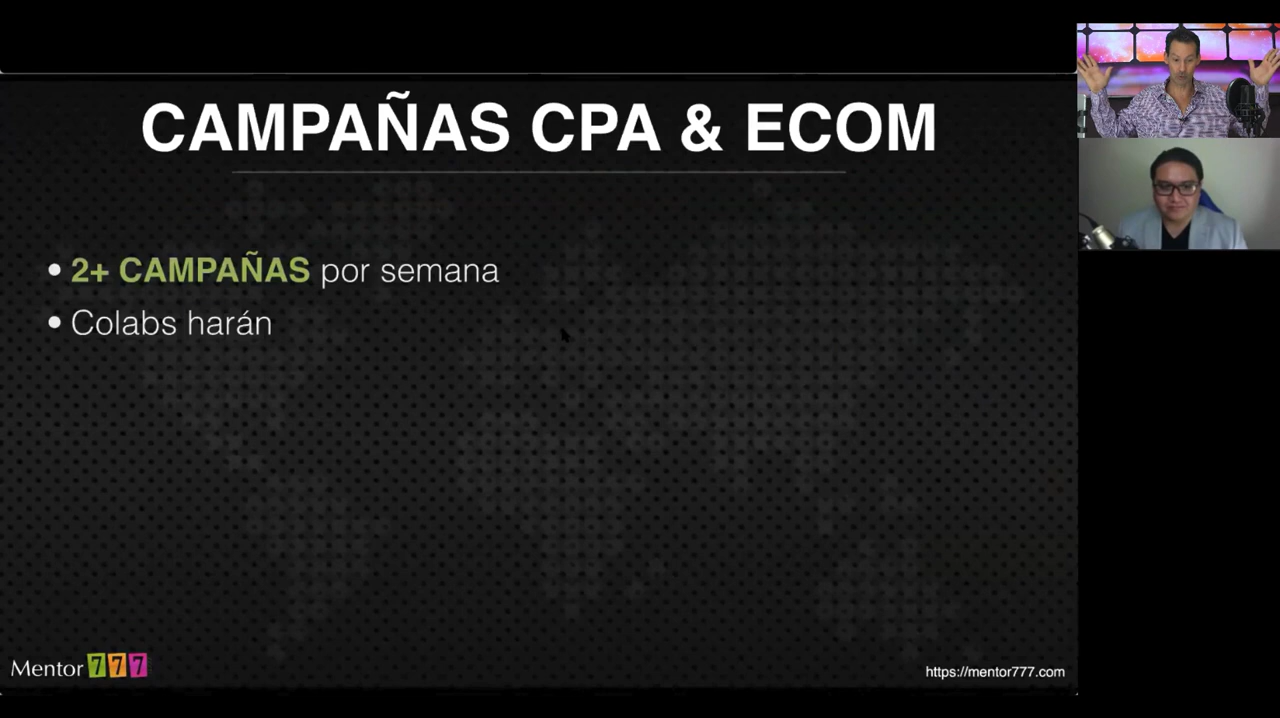 CAMPAÑAS CPA & ECOM
• 2+ CAMPAÑAS por semana
• Colabs harán
Mentor 777
https://mentor777.com